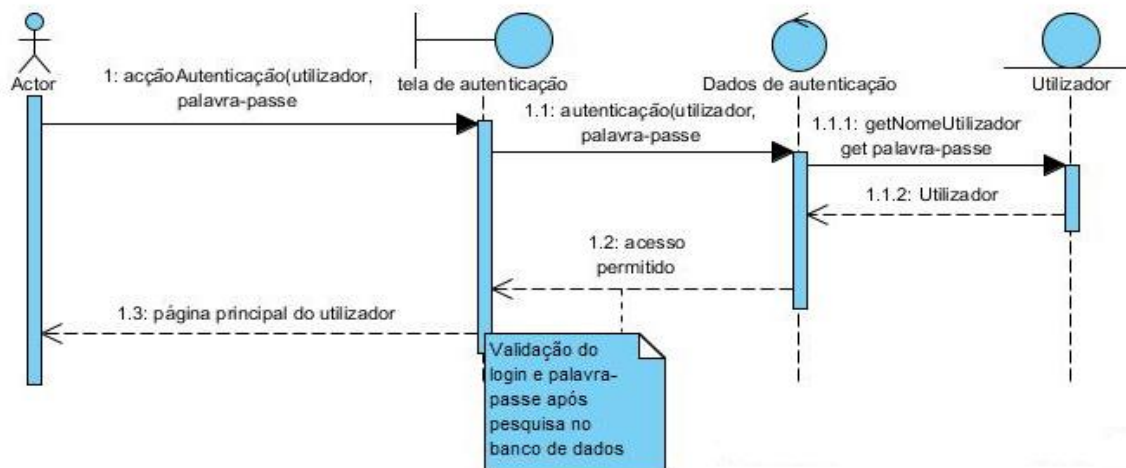 Actor
tela de autenticação
Dados de autenticação
Utilizador
1: acçãoAutenticação(utilizador,
palavra-passe
1.1: autenticação(utilizador,
palavra-passe
1.1.1: getNomeUtilizador
get palavra-passe
1.1.2: Utilizador
1.2: acesso
permitido
1.3: página principal do utilizador
Validação do
login e palavra-
passe após
pesquisa no
banco de dados